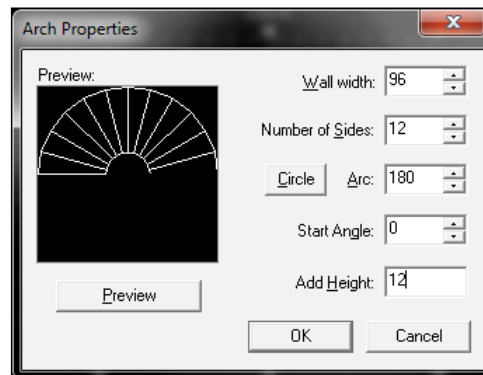 Arch Properties
Preview:
Wall width: 96
Number of Sides: 12
Circle Arc: 180
Start Angle: 0
Add Height: 12
Preview
OK Cancel